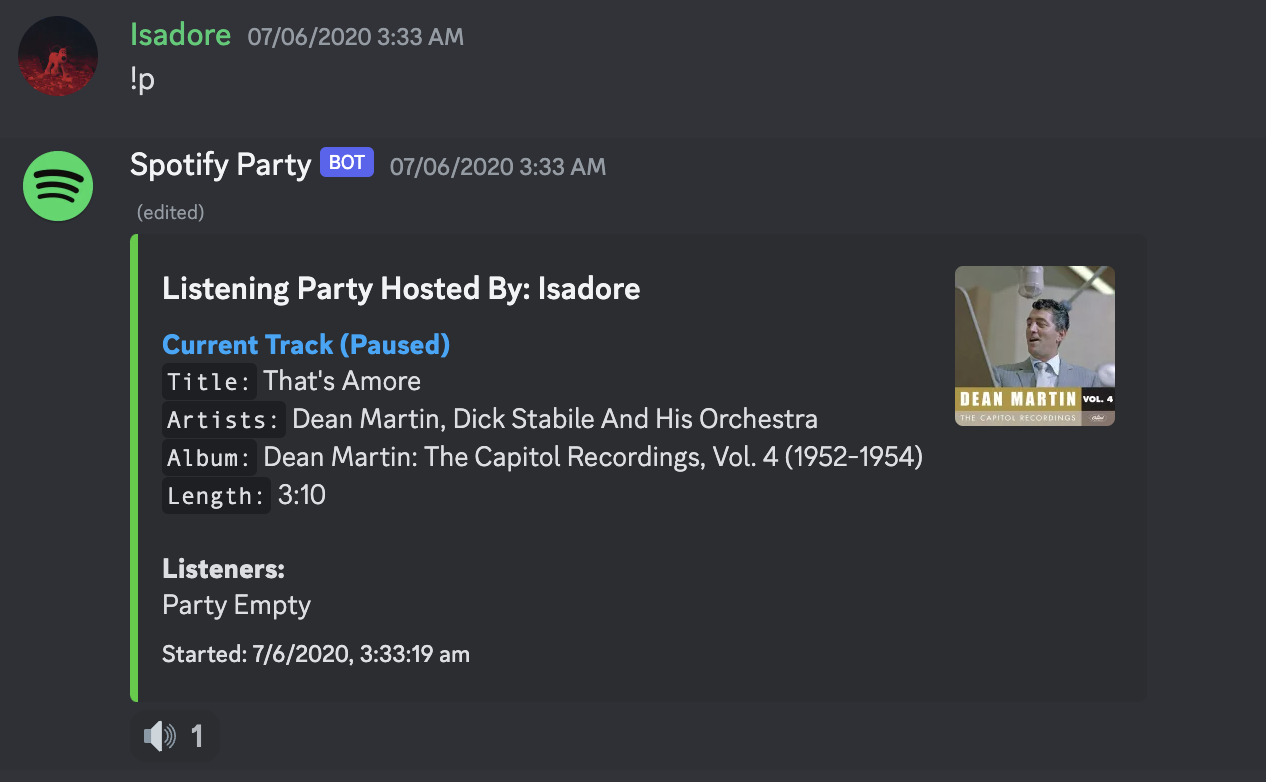 Isadore 07/06/2020 3:33 AM
!p
Spotify Party BOT 07/06/2020 3:33 AM
(edited)
Listening Party Hosted By: Isadore
Current Track (Paused)
Title: That's Amore
Artists: Dean Martin, Dick Stabile And His Orchestra
Album: Dean Martin: The Capitol Recordings, Vol. 4 (1952-1954)
Length: 3:10
DEAN MARTIN VOL. 4
THE CAPITOL RECORDINGS
Listeners:
Party Empty
Started: 7/6/2020, 3:33:19 am
1